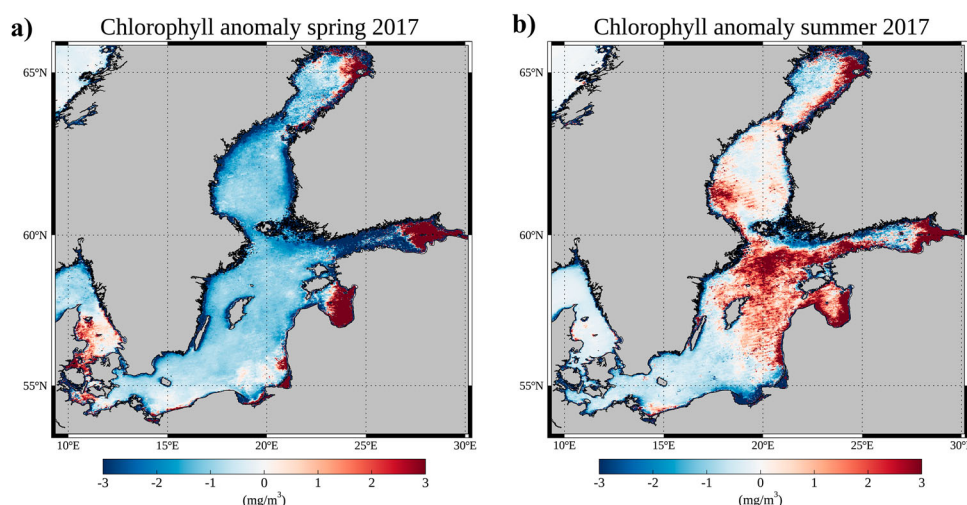 a)
Chlorophyll anomaly spring 2017
65°N
60°N
55°N
10°E 15°E 20°E 25°E 30°E
-3 -2 -1 0 1 2 3
(mg/m³)
b)
Chlorophyll anomaly summer 2017
65°N
60°N
55°N
10°E 15°E 20°E 25°E 30°E
-3 -2 -1 0 1 2 3
(mg/m³)